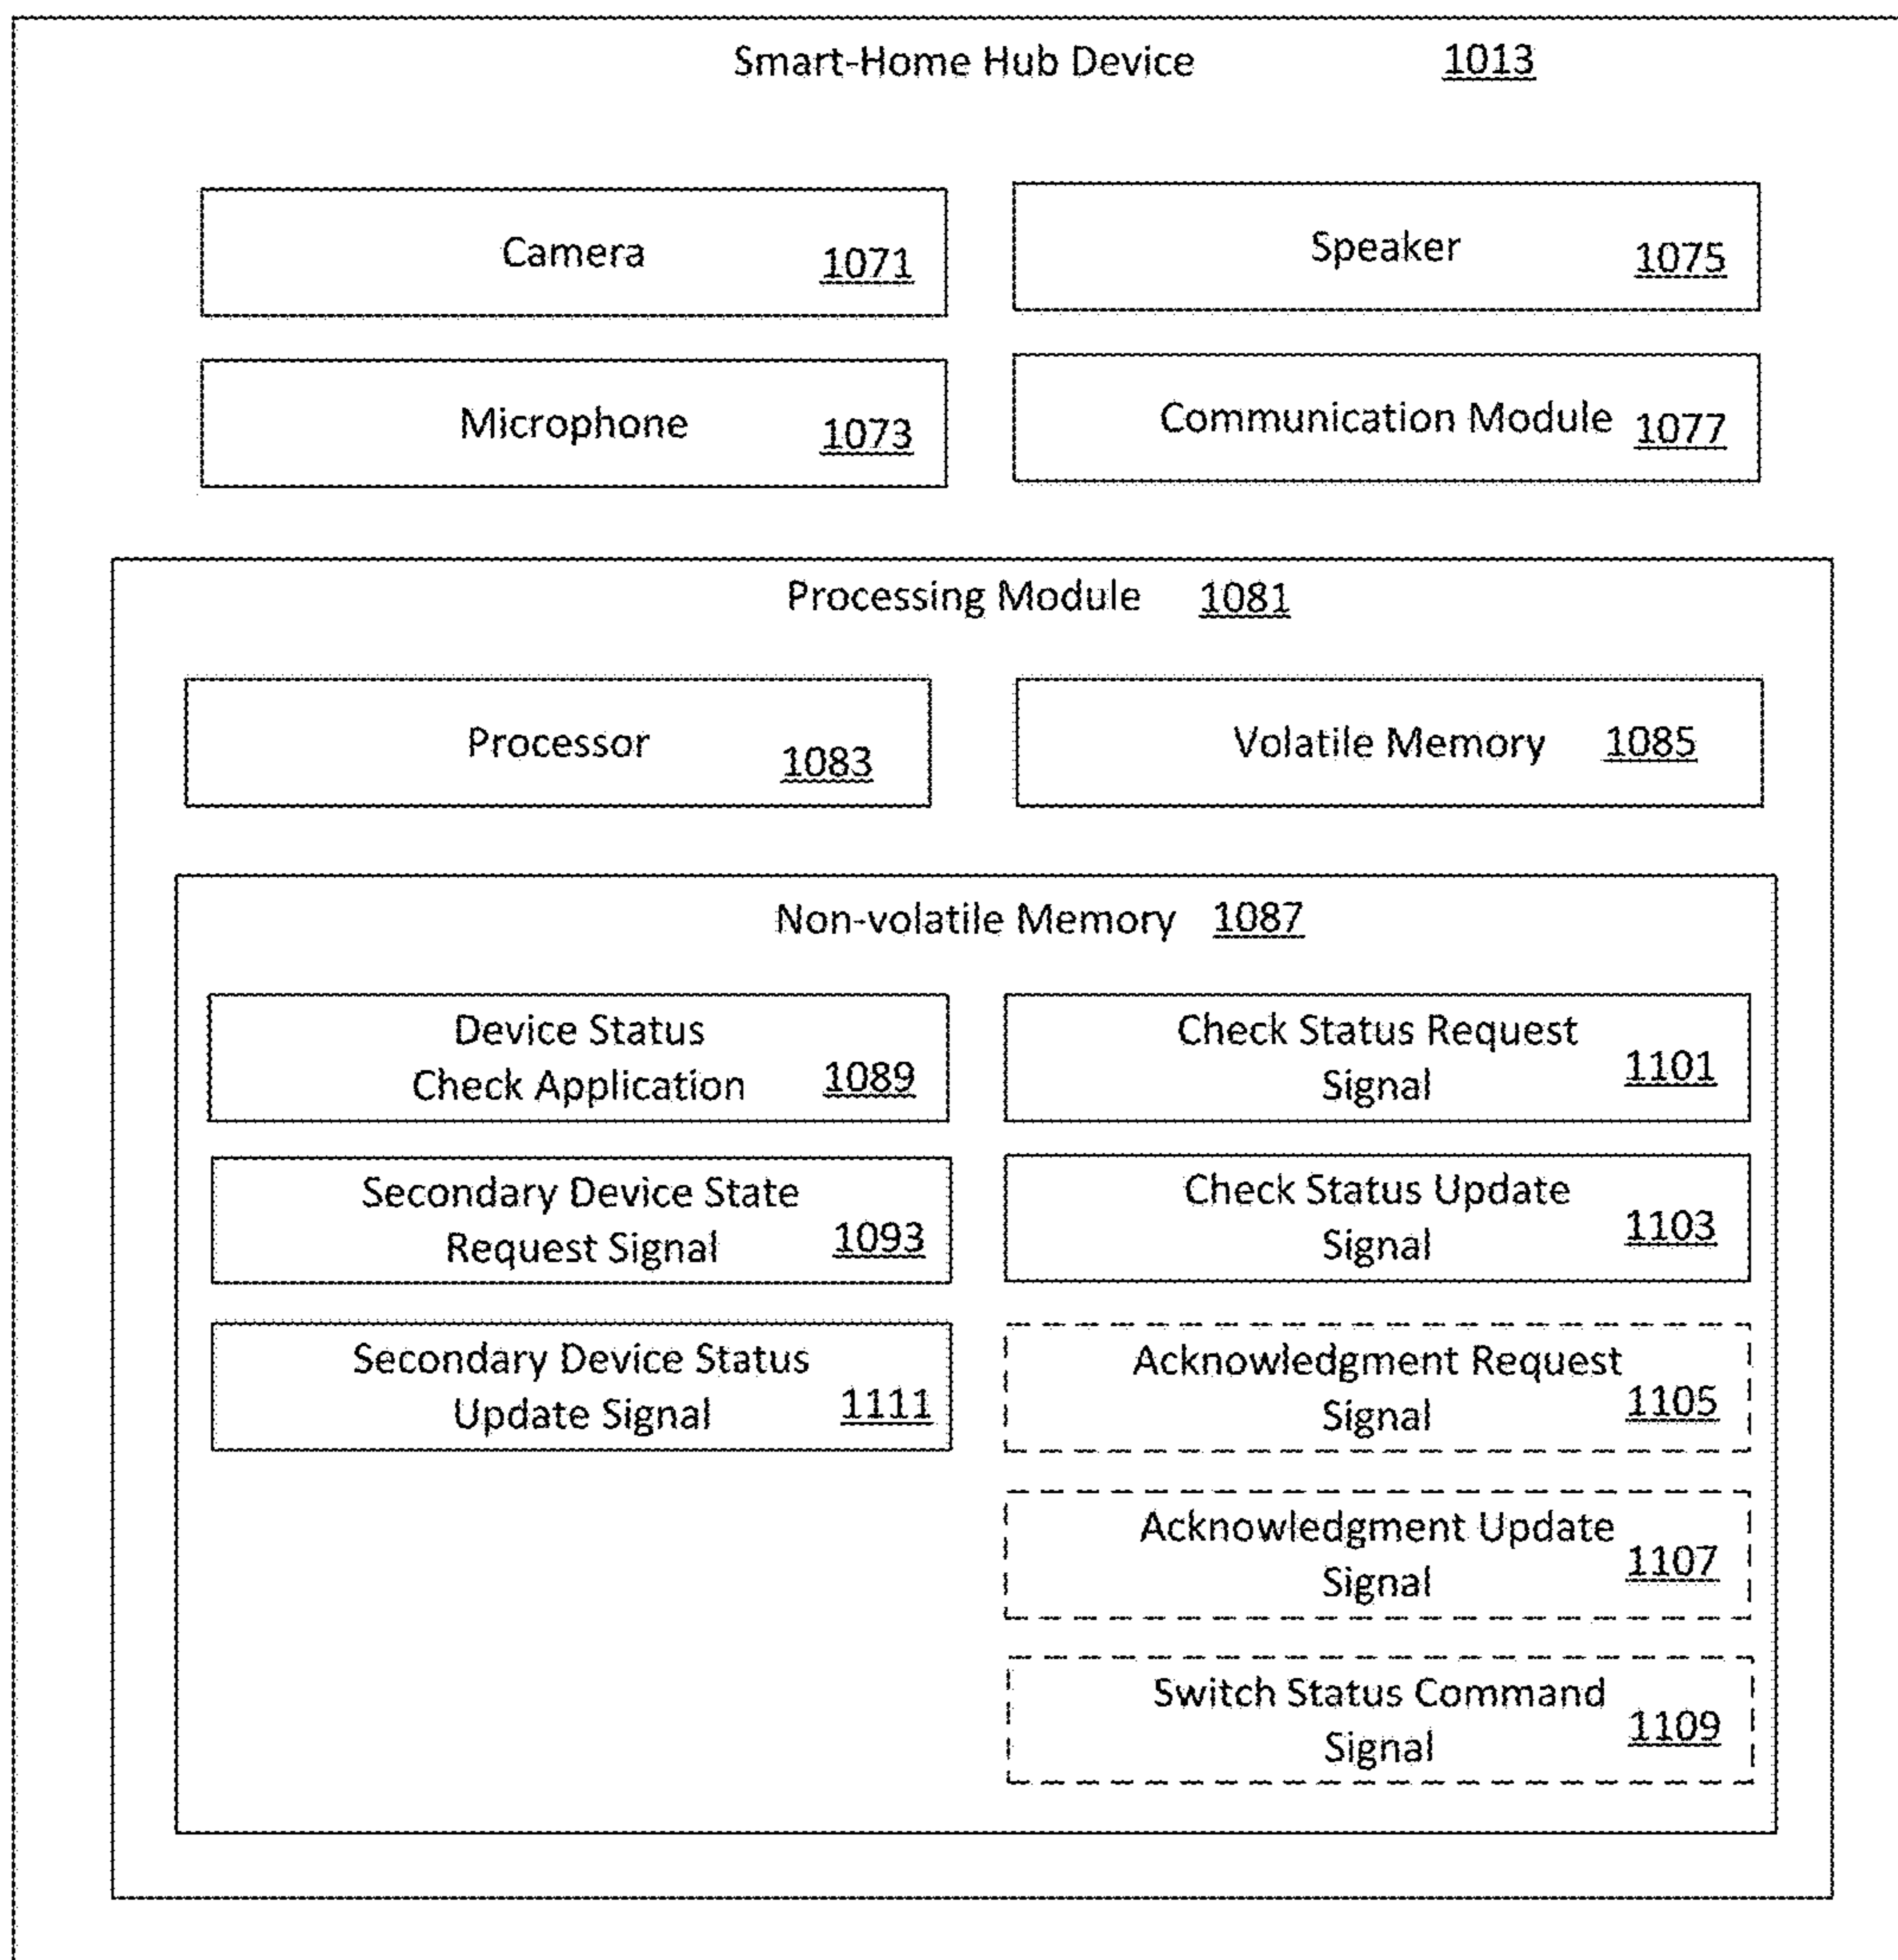 Smart-Home Hub Device 1013
Camera 1071
Speaker 1075
Microphone 1073
Communication Module 1077
Processing Module 1081
Processor 1083
Volatile Memory 1085
Non-volatile Memory 1087
Device Status
Check Application 1089
Check Status Request
Signal 1101
Secondary Device State
Request Signal 1093
Check Status Update
Signal 1103
Secondary Device Status
Update Signal 1111
Acknowledgment Request
Signal 1105
Acknowledgment Update
Signal 1107
Switch Status Command
Signal 1109